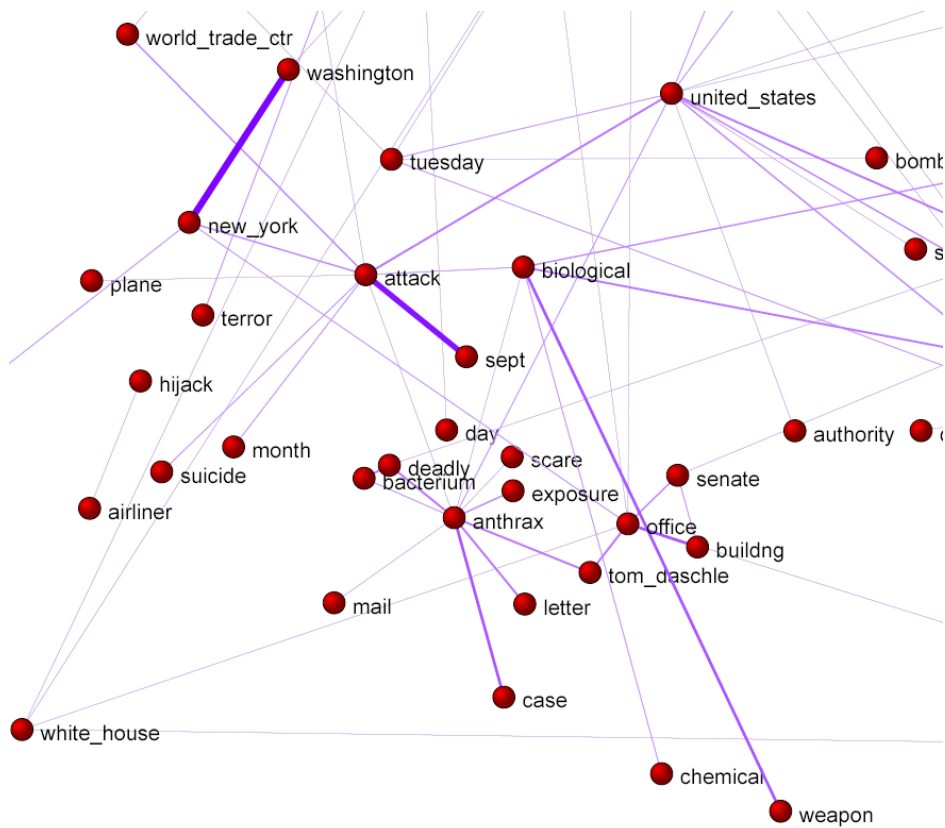 world_trade_ctr
washington
united_states
tuesday
bomb
new_york
s
attack
biological
plane
terror
sept
hijack
day
authority
month
scare
deadly
suicide
bacterium
senate
exposure
airliner
anthrax
office
buildng
tom_daschle
mail
letter
case
white_house
chemical
weapon